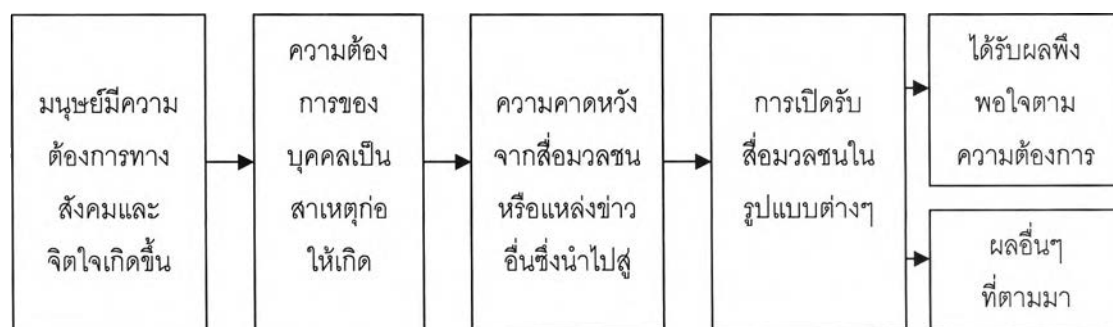 มนุษย์มีความ
ต้องการทาง
สังคมและ
จิตใจเกิดขึ้น
ความต้อง
การของ
บุคคลเป็น
สาเหตุก่อ
ให้เกิด
ความคาดหวัง
จากสื่อมวลชน
หรือแหล่งข่าว
อื่นซึ่งนำไปสู่
การเปิดรับ
สื่อมวลชนใน
รูปแบบต่างๆ
ได้รับผลพึง
พอใจตาม
ความต้องการ
ผลอื่นๆ
ที่ตามมา